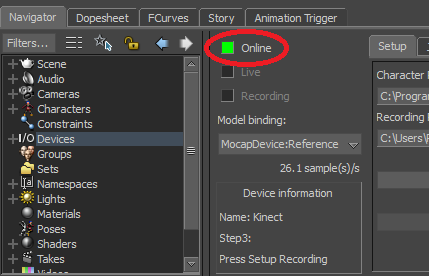 Navigator Dopesheet FCurves Story Animation Trigger
Filters...
Scene
Audio
Cameras
Characters
Constraints
I/O Devices
Groups
Sets
a Namespaces
Lights
Materials
Poses
Shaders
Takes
Online
Live
Recording
Model binding:
MocapDevice:Reference
26.1 sample(s)/s
Device information
Name: Kinect
Step3:
Press Setup Recording
Setup
Character
C:\Program
Recording
C:\Users\